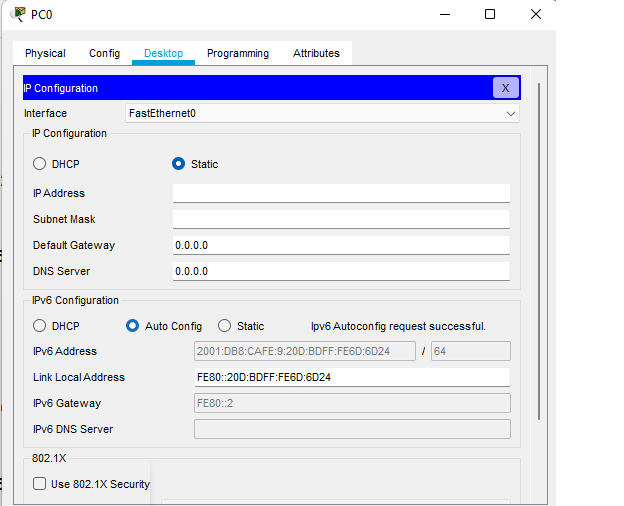 PC0
Physical Config Desktop Programming Attributes
IP Configuration X
Interface FastEthernet0
IP Configuration
DHCP Static
IP Address
Subnet Mask
Default Gateway 0.0.0.0
DNS Server 0.0.0.0
IPv6 Configuration
DHCP Auto Config Static Ipv6 Autoconfig request successful.
IPv6 Address 2001:DB8:CAFE:9:20D:BDFF:FE6D:6D24 / 64
Link Local Address FE80::20D:BDFF:FE6D:6D24
IPv6 Gateway FE80::2
IPv6 DNS Server
802.1X
Use 802.1X Security